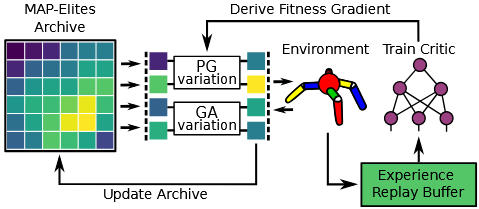 MAP-Elites
Archive
Derive Fitness Gradient
PG
variation
GA
variation
Environment
Train Critic
Experience
Replay Buffer
Update Archive